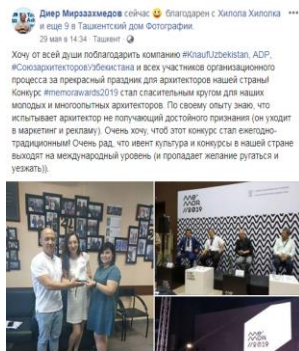 Диер Мирзаахмедов сейчас 😃 благодарен с Хилола Хилолка
и еще 9 в Ташкентский дом Фотографии.
29 мая в 14:34 · Ташкент ·
Хочу от всей души поблагодарить компанию #KnaufUzbekistan, ADP,
#СоюзархитекторовУзбекистана и всех участников организационного
процесса за прекрасный праздник для архитекторов нашей страны!
Конкурс #memorawards2019 стал спасительным кругом для наших
молодых и многоопытных архитекторов. По своему опыту знаю, что
испытывает архитектор не получающий достойного признания (он уходит
в маркетинг и рекламу). Очень хочу, чтоб этот конкурс стал ежегодно-
традиционным! Очень рад, что ивент культура и конкурсы в нашей стране
выходят на международный уровень (и пропадает желание ругаться и
уезжать)).
ME
MOR
//2019